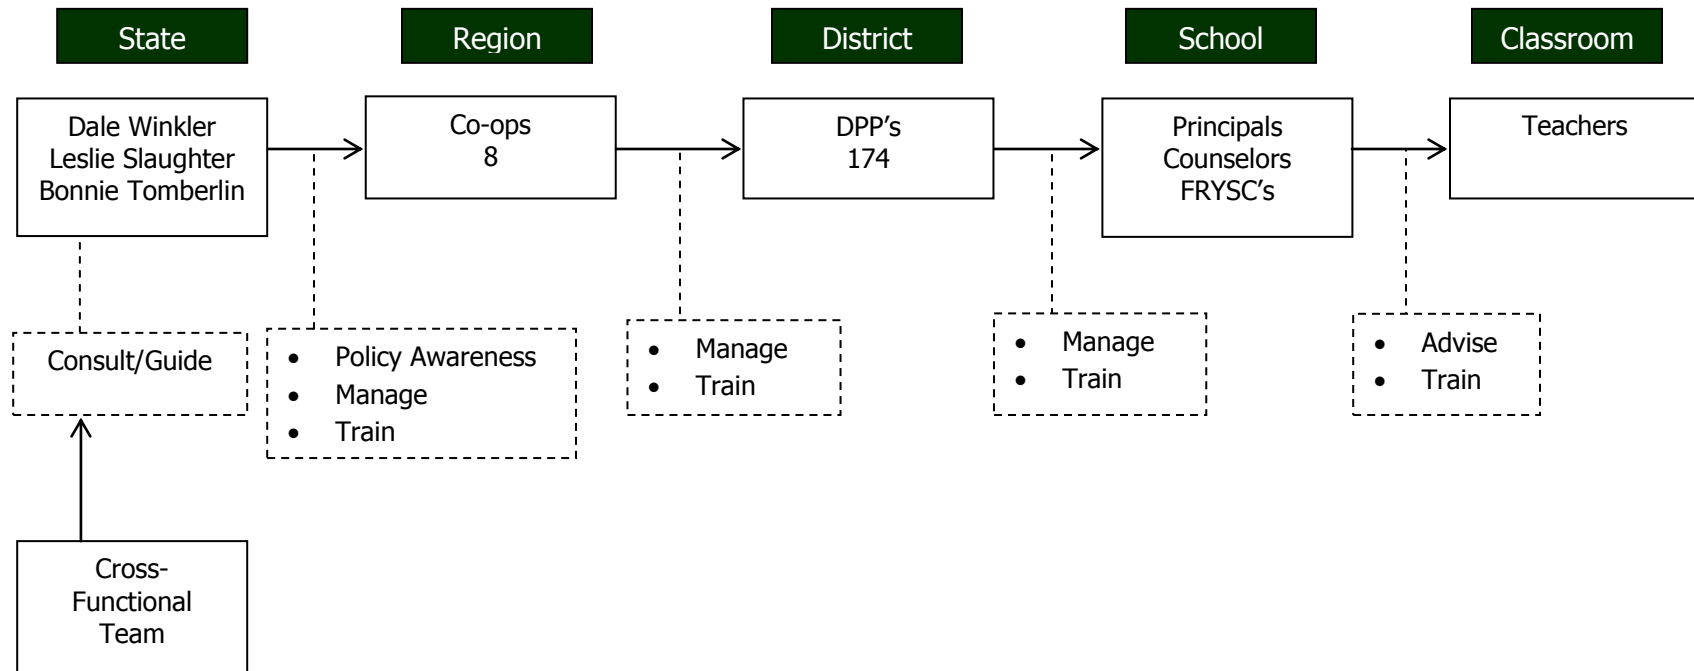 State
Region
District
School
Classroom
Dale Winkler
Leslie Slaughter
Bonnie Tomberlin
Co-ops
8
DPP’s
174
Principals
Counselors
FRYSC’s
Teachers
Consult/Guide
• Policy Awareness
• Manage
• Train
• Manage
• Train
• Manage
• Train
• Advise
• Train
Cross-
Functional
Team